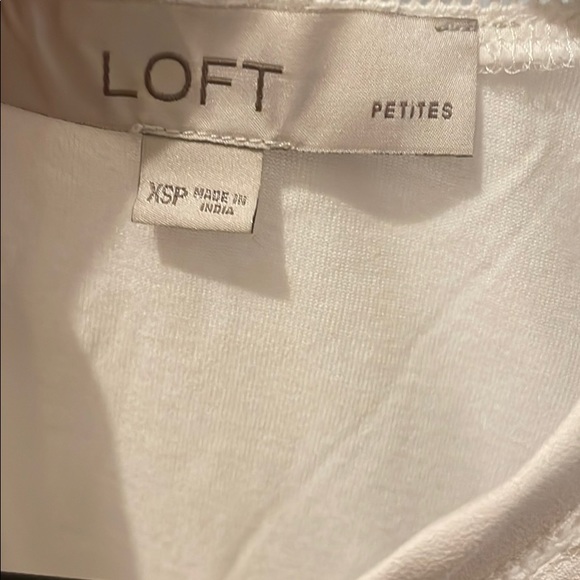 LOFT
PETITES
XSP MADE IN
INDIA